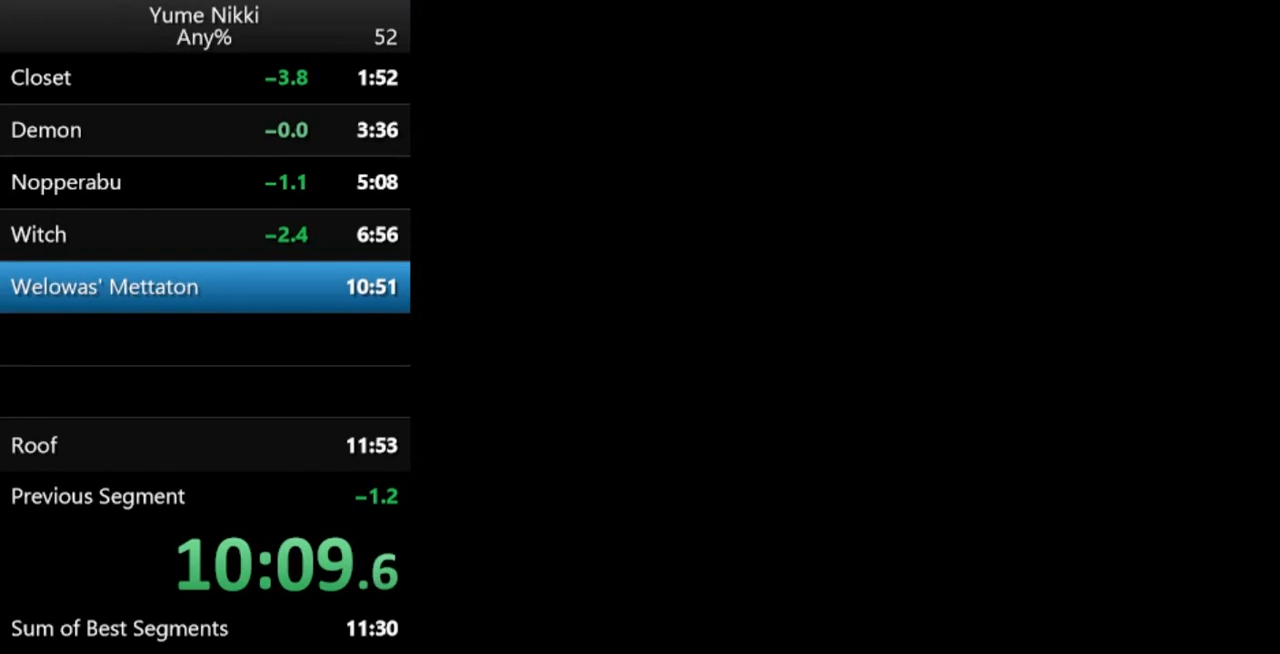 Yume Nikki
Any% 52
Closet −3.8 1:52
Demon −0.0 3:36
Nopperabu −1.1 5:08
Witch −2.4 6:56
Welowas' Mettaton 10:51
Roof 11:53
Previous Segment −1.2
10:09.6
Sum of Best Segments 11:30